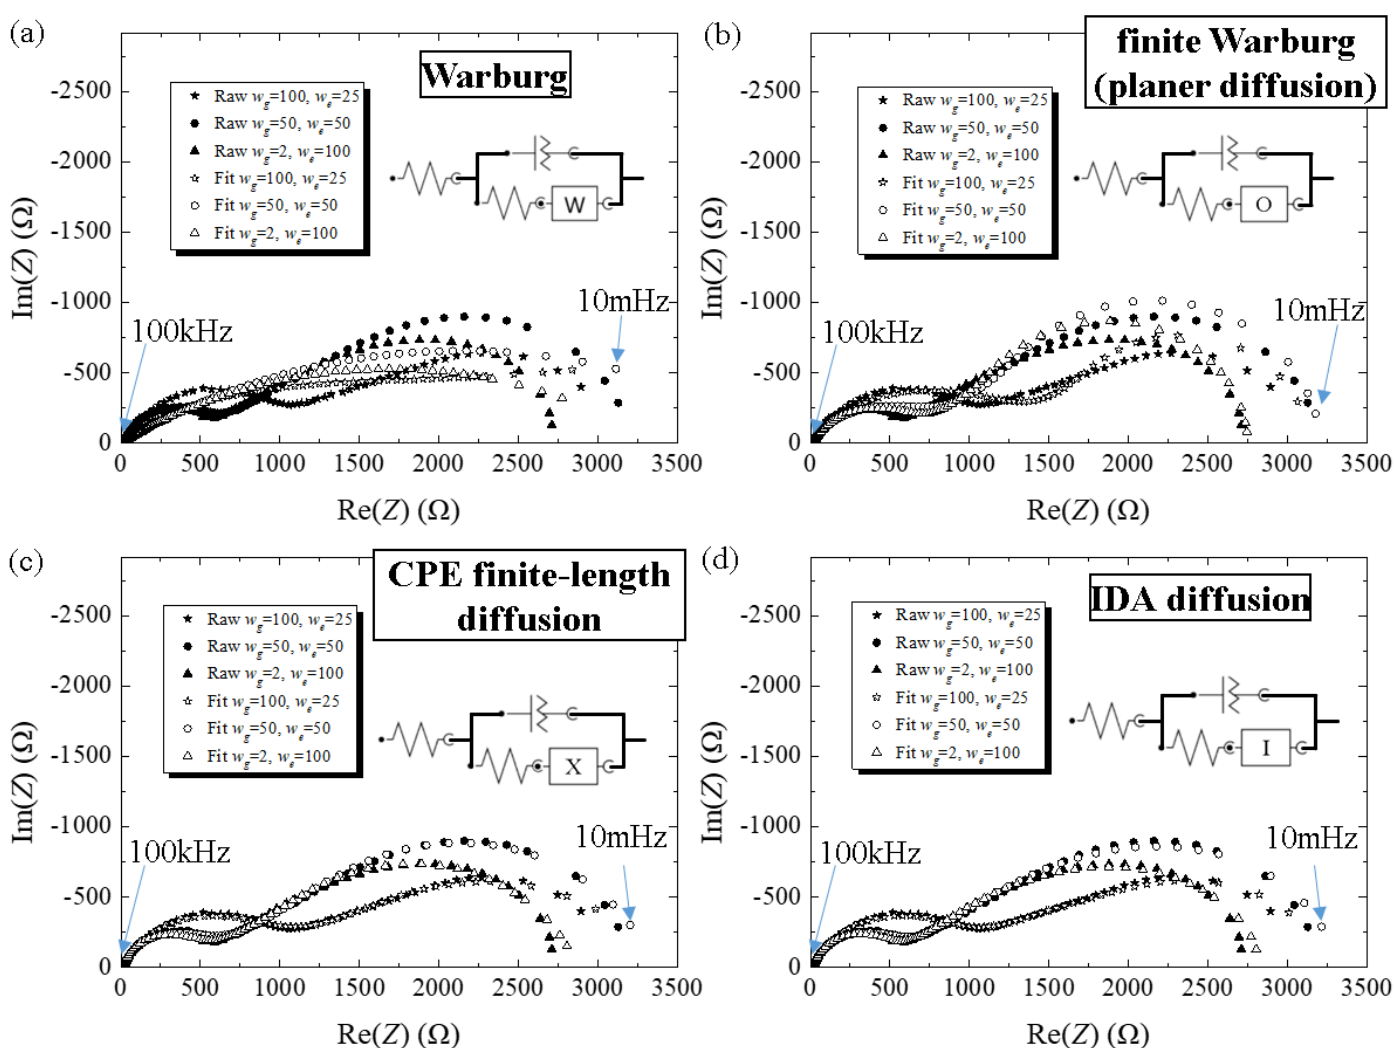 (a)
Warburg
Raw w_g=100, w_e=25
Raw w_g=50, w_e=50
Raw w_g=2, w_e=100
Fit w_g=100, w_e=25
Fit w_g=50, w_e=50
Fit w_g=2, w_e=100
W
100kHz
10mHz
-2500
-2000
-1500
-1000
-500
0
Im(Z) (Ω)
0 500 1000 1500 2000 2500 3000 3500
Re(Z) (Ω)
(b)
finite Warburg
(planer diffusion)
Raw w_g=100, w_e=25
Raw w_g=50, w_e=50
Raw w_g=2, w_e=100
Fit w_g=100, w_e=25
Fit w_g=50, w_e=50
Fit w_g=2, w_e=100
O
100kHz
10mHz
-2500
-2000
-1500
-1000
-500
0
Im(Z) (Ω)
0 500 1000 1500 2000 2500 3000 3500
Re(Z) (Ω)
(c)
CPE finite-length
diffusion
Raw w_g=100, w_e=25
Raw w_g=50, w_e=50
Raw w_g=2, w_e=100
Fit w_g=100, w_e=25
Fit w_g=50, w_e=50
Fit w_g=2, w_e=100
X
100kHz
10mHz
-2500
-2000
-1500
-1000
-500
0
Im(Z) (Ω)
0 500 1000 1500 2000 2500 3000 3500
Re(Z) (Ω)
(d)
IDA diffusion
Raw w_g=100, w_e=25
Raw w_g=50, w_e=50
Raw w_g=2, w_e=100
Fit w_g=100, w_e=25
Fit w_g=50, w_e=50
Fit w_g=2, w_e=100
I
100kHz
10mHz
-2500
-2000
-1500
-1000
-500
0
Im(Z) (Ω)
0 500 1000 1500 2000 2500 3000 3500
Re(Z) (Ω)